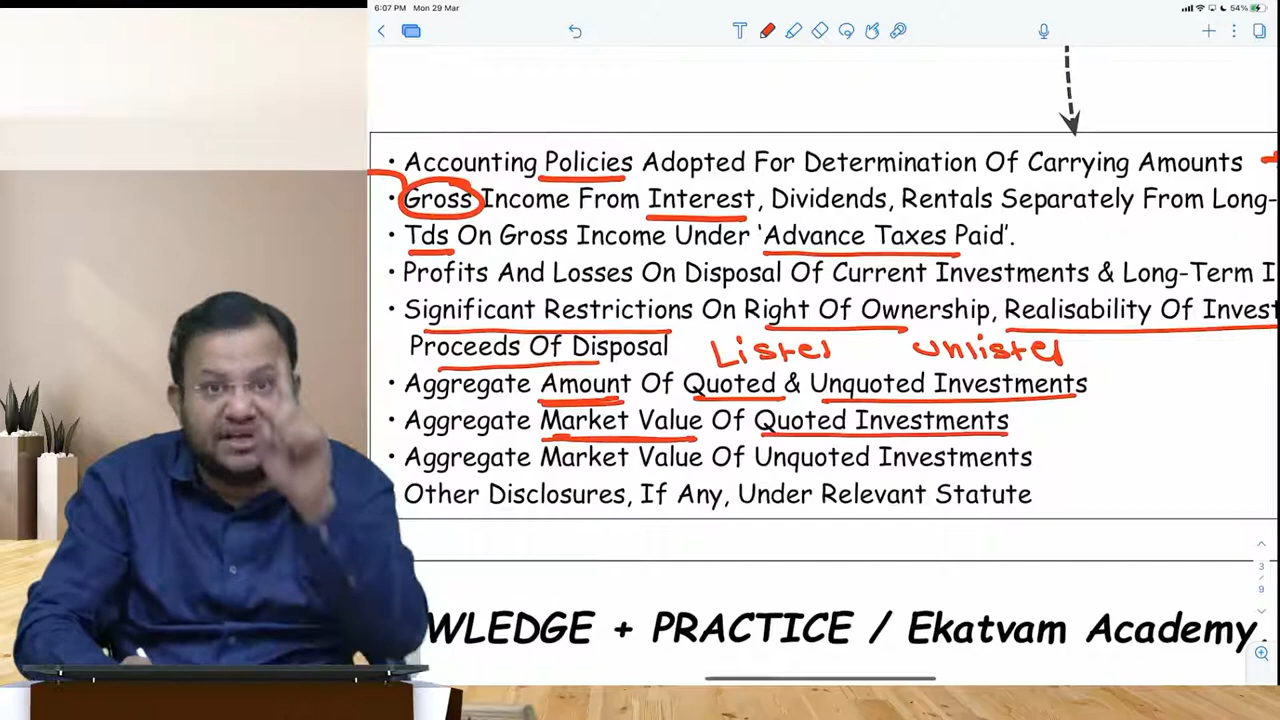 6:07 PM Mon 29 Mar
54%
• Accounting Policies Adopted For Determination Of Carrying Amounts
• Gross Income From Interest, Dividends, Rentals Separately From Long-
• Tds On Gross Income Under 'Advance Taxes Paid'.
• Profits And Losses On Disposal Of Current Investments & Long-Term I
• Significant Restrictions On Right Of Ownership, Realisability Of Invest
Proceeds Of Disposal Listed Unlisted
• Aggregate Amount Of Quoted & Unquoted Investments
• Aggregate Market Value Of Quoted Investments
• Aggregate Market Value Of Unquoted Investments
Other Disclosures, If Any, Under Relevant Statute
3
/
9
WLEDGE + PRACTICE / Ekatvam Academy